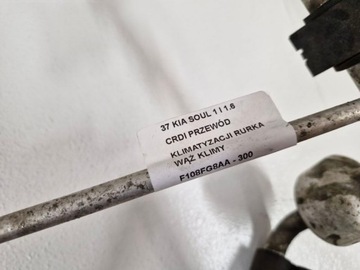 37 KIA SOUL 1 I 1.6
CRDI PRZEWÓD
KLIMATYZACJI RURKA
WĄŻ KLIMY
F108FG8AA - 300